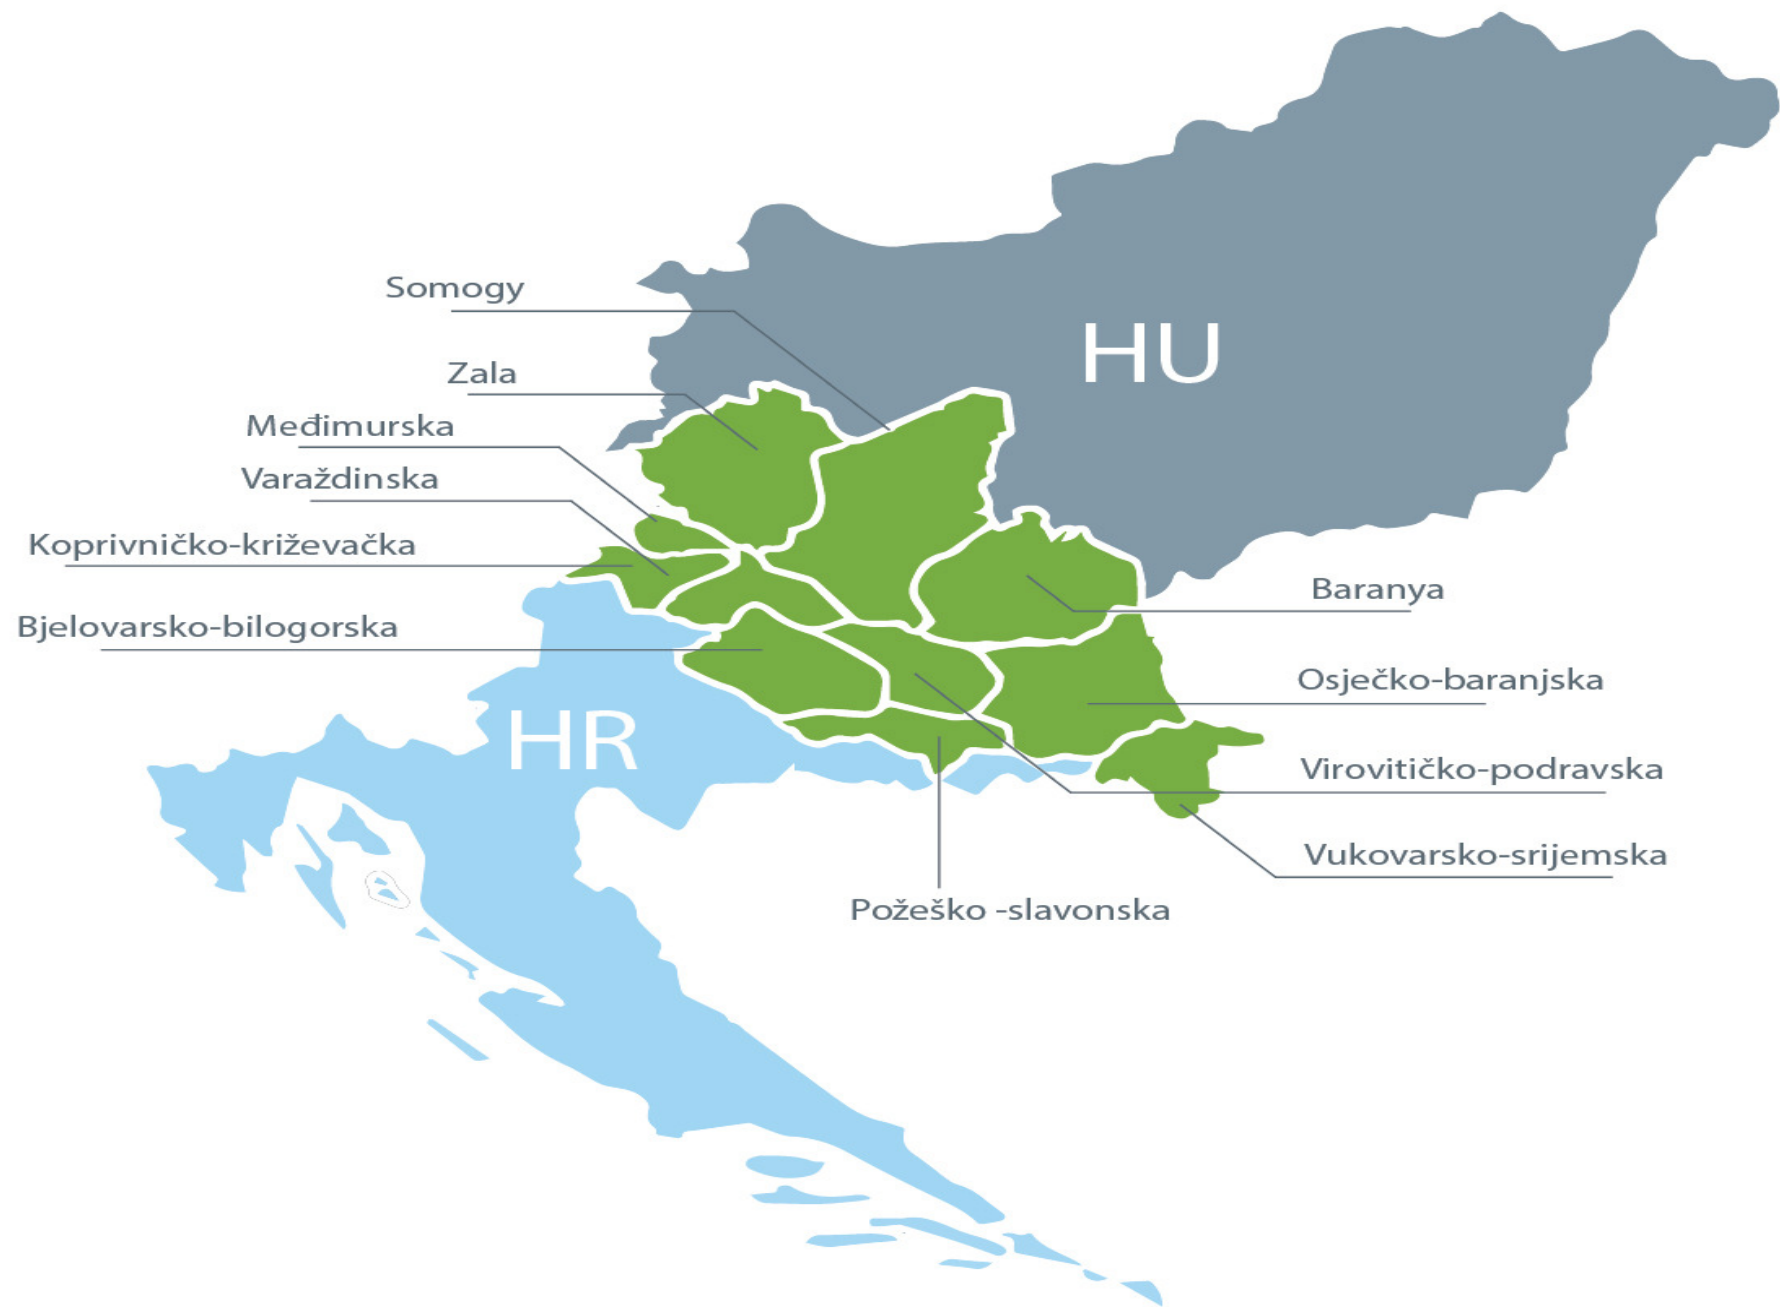 Somogy
HU
Zala
Međimurska
Varaždinska
Koprivničko-križevačka
Baranya
Bjelovarsko-bilogorska
Osječko-baranjska
HR
Virovitičko-podravska
Vukovarsko-srijemska
Požeško -slavonska